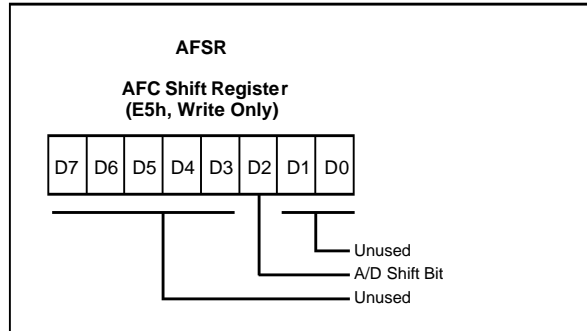 AFSR
AFC Shift Register
(E5h, Write Only)
D7 D6 D5 D4 D3 D2 D1 D0
Unused
A/D Shift Bit
Unused